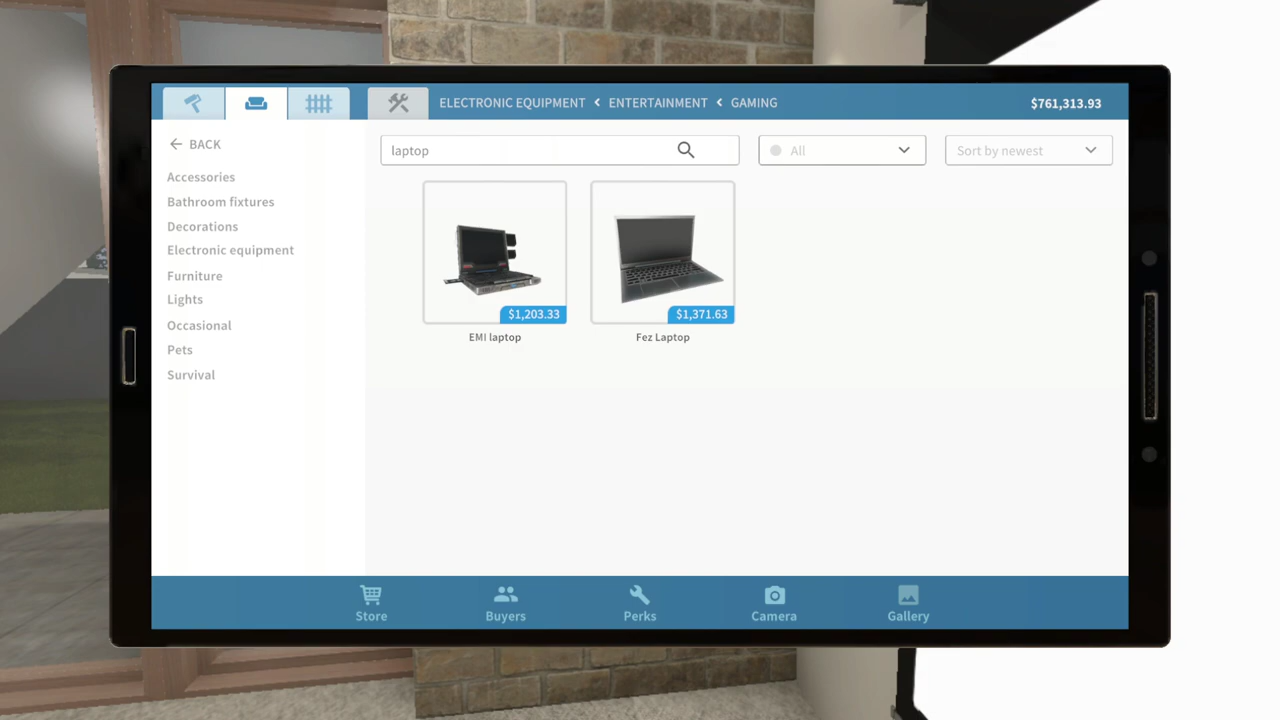 ELECTRONIC EQUIPMENT < ENTERTAINMENT < GAMING
$761,313.93
BACK
laptop
All
Sort by newest
Accessories
Bathroom fixtures
Decorations
Electronic equipment
Furniture
Lights
Occasional
Pets
Survival
$1,203.33
$1,371.63
EMI laptop
Fez Laptop
Store
Buyers
Perks
Camera
Gallery